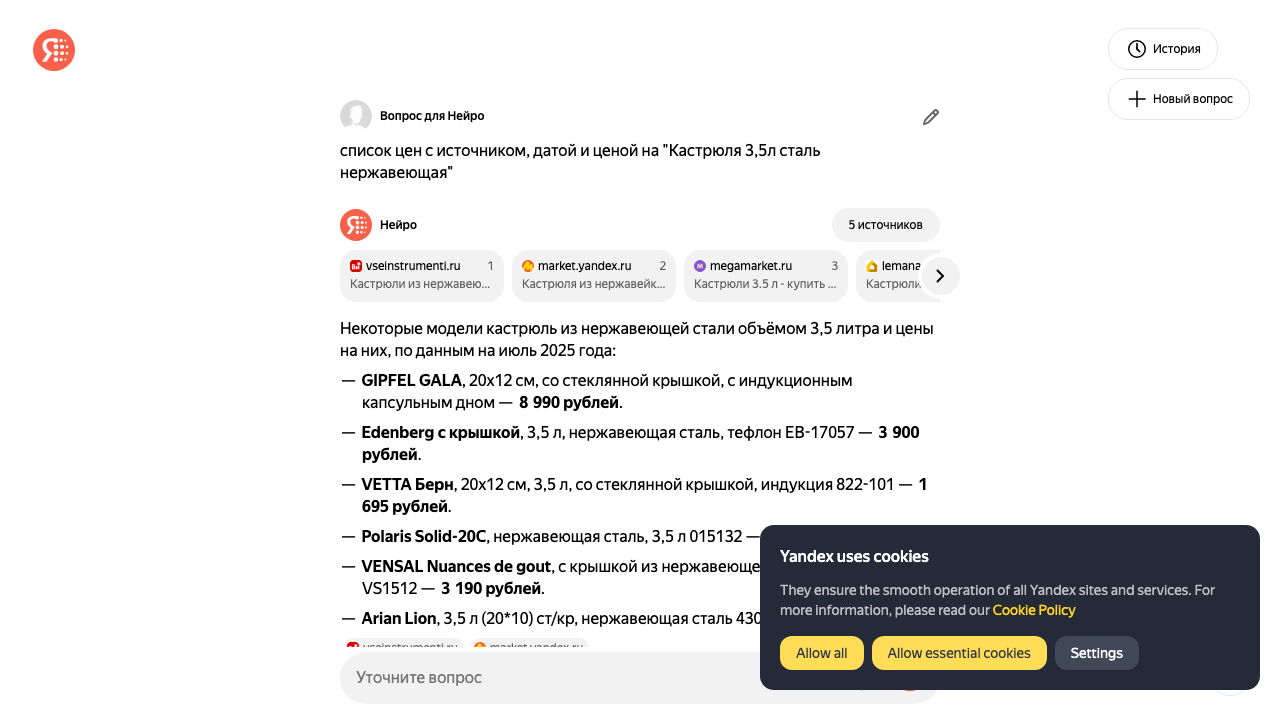 История
Новый вопрос
Вопрос для Нейро
список цен с источником, датой и ценой на "Кастрюля 3,5л сталь
нержавеющая"
Нейро
5 источников
vseinstrumenti.ru 1
Кастрюли из нержавею...
market.yandex.ru 2
Кастрюля из нержавейк...
megamarket.ru 3
Кастрюли 3.5 л - купить ...
lemana
Кастрюли
Некоторые модели кастрюль из нержавеющей стали объёмом 3,5 литра и цены
на них, по данным на июль 2025 года:
— GIPFEL GALA, 20х12 см, со стеклянной крышкой, с индукционным
капсульным дном — 8 990 рублей.
— Edenberg с крышкой, 3,5 л, нержавеющая сталь, тефлон EB-17057 — 3 900
рублей.
— VETTA Берн, 20х12 см, 3,5 л, со стеклянной крышкой, индукция 822-101 — 1
695 рублей.
— Polaris Solid-20C, нержавеющая сталь, 3,5 л 015132 —
— VENSAL Nuances de gout, с крышкой из нержавеюще
VS1512 — 3 190 рублей.
— Arian Lion, 3,5 л (20*10) ст/кр, нержавеющая сталь 430
vseinstrumenti.ru market.yandex.ru
Уточните вопрос
Yandex uses cookies
They ensure the smooth operation of all Yandex sites and services. For
more information, please read our Cookie Policy
Allow all
Allow essential cookies
Settings